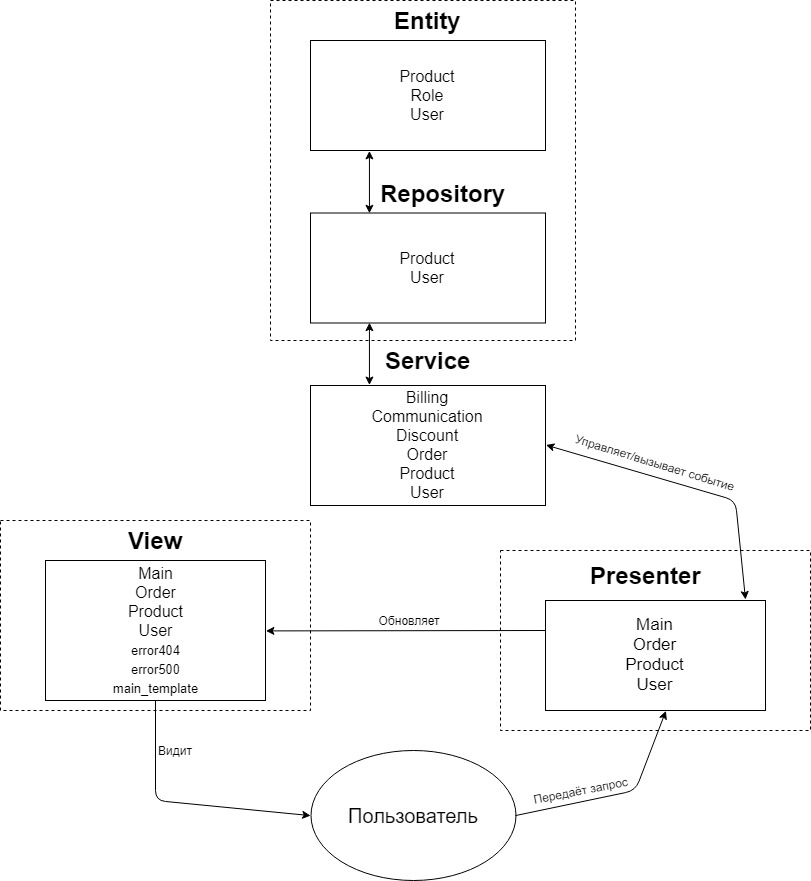 Entity
Product
Role
User
Repository
Product
User
Service
Billing
Communication
Discount
Order
Product
User
Управляет/вызывает событие
View
Main
Order
Product
User
error404
error500
main_template
Presenter
Main
Order
Product
User
Обновляет
Видит
Передаёт запрос
Пользователь